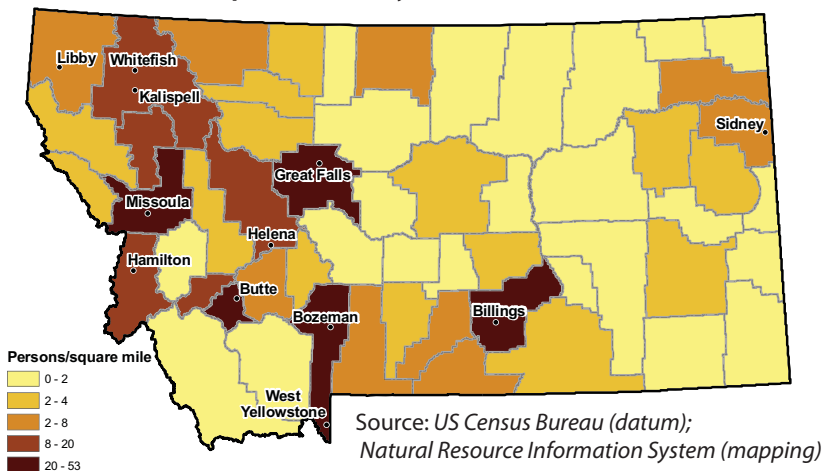 Libby
Whitefish
Kalispell
Sidney
Great Falls
Missoula
Helena
Hamilton
Butte
Bozeman
Billings
West
Yellowstone
Persons/square mile
0 - 2
2 - 4
2 - 8
8 - 20
20 - 53
Source: US Census Bureau (datum);
Natural Resource Information System (mapping)